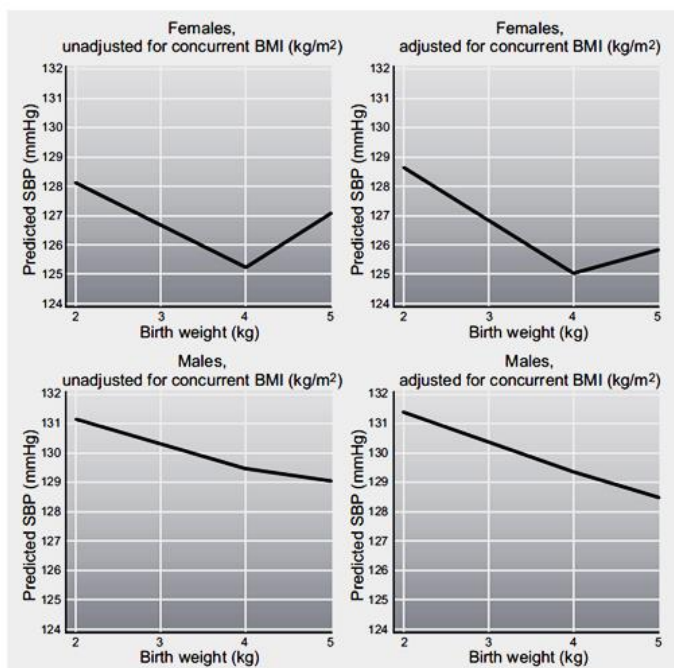 Females,
unadjusted for concurrent BMI (kg/m²)
132
131
130
129
128
127
126
125
124
Predicted SBP (mmHg)
2 3 4 5
Birth weight (kg)
Females,
adjusted for concurrent BMI (kg/m²)
132
131
130
129
128
127
126
125
124
Predicted SBP (mmHg)
2 3 4 5
Birth weight (kg)
Males,
unadjusted for concurrent BMI (kg/m²)
132
131
130
129
128
127
126
125
124
Predicted SBP (mmHg)
2 3 4 5
Birth weight (kg)
Males,
adjusted for concurrent BMI (kg/m²)
132
131
130
129
128
127
126
125
124
Predicted SBP (mmHg)
2 3 4 5
Birth weight (kg)